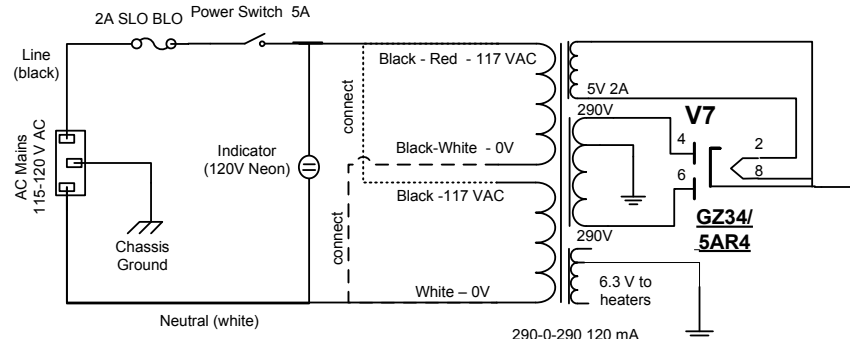 2A SLO BLO
Power Switch 5A
Line
(black)
AC Mains
115-120 V AC
Chassis
Ground
Neutral (white)
Indicator
(120V Neon)
connect
connect
Black - Red - 117 VAC
Black-White - 0V
Black -117 VAC
White – 0V
5V 2A
290V
290V
6.3 V to
heaters
290-0-290 120 mA
V7
4
6
2
8
GZ34/
5AR4